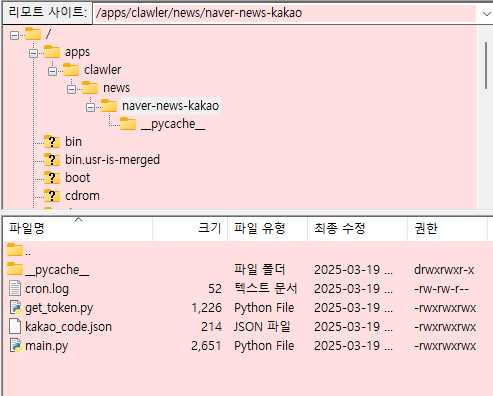 리모트 사이트: /apps/clawler/news/naver-news-kakao
/
apps
clawler
news
naver-news-kakao
__pycache__
bin
bin.usr-is-merged
boot
cdrom
파일명 크기 파일 유형 최종 수정 권한
..
__pycache__ 파일 폴더 2025-03-19 ... drwxrwxr-x
cron.log 52 텍스트 문서 2025-03-19 ... -rw-rw-r--
get_token.py 1,226 Python File 2025-03-19 ... -rwxrwxrwx
kakao_code.json 214 JSON 파일 2025-03-19 ... -rwxrwxrwx
main.py 2,651 Python File 2025-03-19 ... -rwxrwxrwx